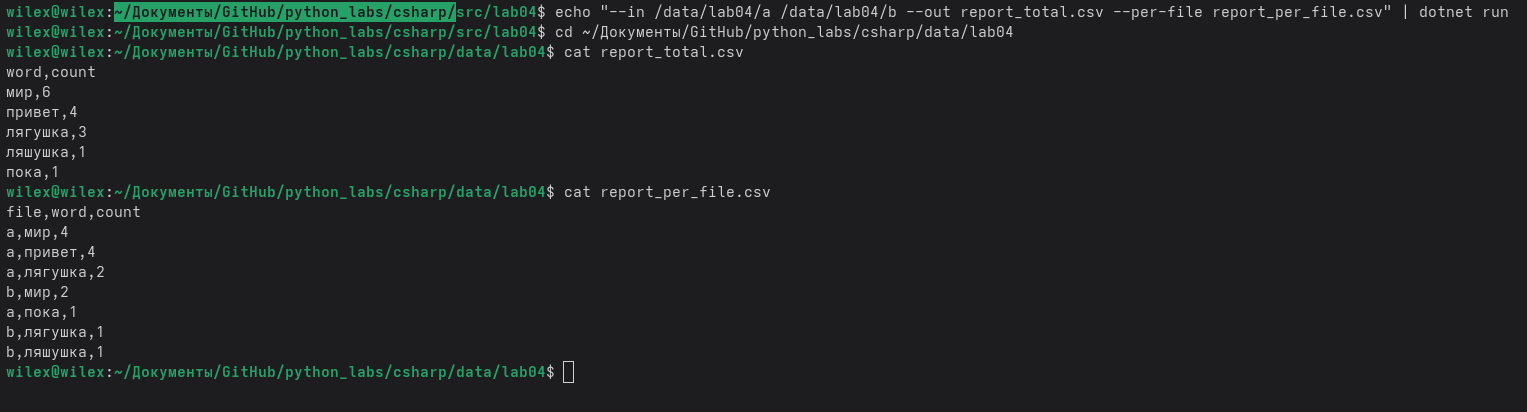 wilex@wilex:~/Документы/GitHub/python_labs/csharp/src/lab04$ echo "--in /data/lab04/a /data/lab04/b --out report_total.csv --per-file report_per_file.csv" | dotnet run
wilex@wilex:~/Документы/GitHub/python_labs/csharp/src/lab04$ cd ~/Документы/GitHub/python_labs/csharp/data/lab04
wilex@wilex:~/Документы/GitHub/python_labs/csharp/data/lab04$ cat report_total.csv
word,count
мир,6
привет,4
лягушка,3
ляшушка,1
пока,1
wilex@wilex:~/Документы/GitHub/python_labs/csharp/data/lab04$ cat report_per_file.csv
file,word,count
a,мир,4
a,привет,4
a,лягушка,2
b,мир,2
a,пока,1
b,лягушка,1
b,ляшушка,1
wilex@wilex:~/Документы/GitHub/python_labs/csharp/data/lab04$